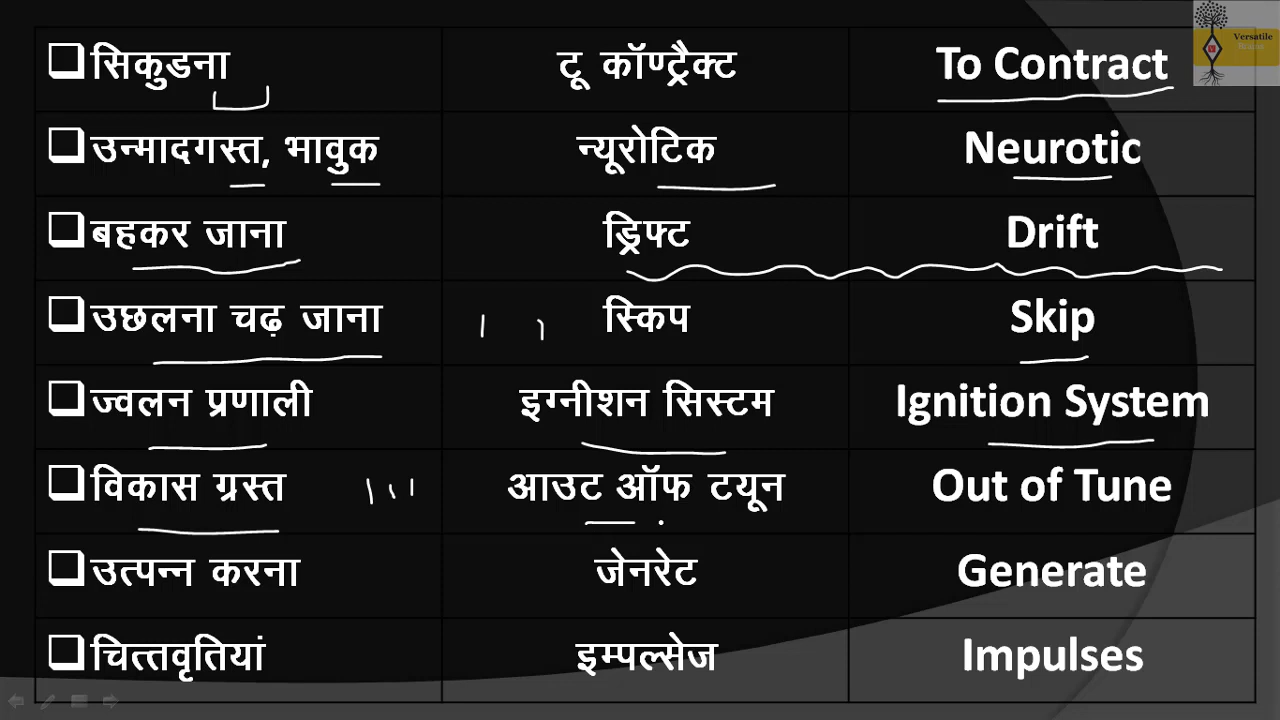 Versatile
Brains
सिकुडना टू कॉण्ट्रैक्ट To Contract
उन्मादगस्त, भावुक न्यूरोटिक Neurotic
बहकर जाना ड्रिफ्ट Drift
उछलना चढ़ जाना स्किप Skip
ज्वलन प्रणाली इग्नीशन सिस्टम Ignition System
विकास ग्रस्त आउट ऑफ टयून Out of Tune
उत्पन्न करना जेनरेट Generate
चित्तवृतियां इम्पल्सेज Impulses